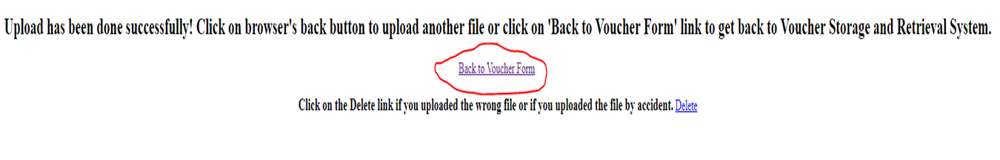 Upload has been done successfully! Click on browser's back button to upload another file or click on 'Back to Voucher Form' link to get back to Voucher Storage and Retrieval System.
Back to Voucher Form
Click on the Delete link if you uploaded the wrong file or if you uploaded the file by accident. Delete